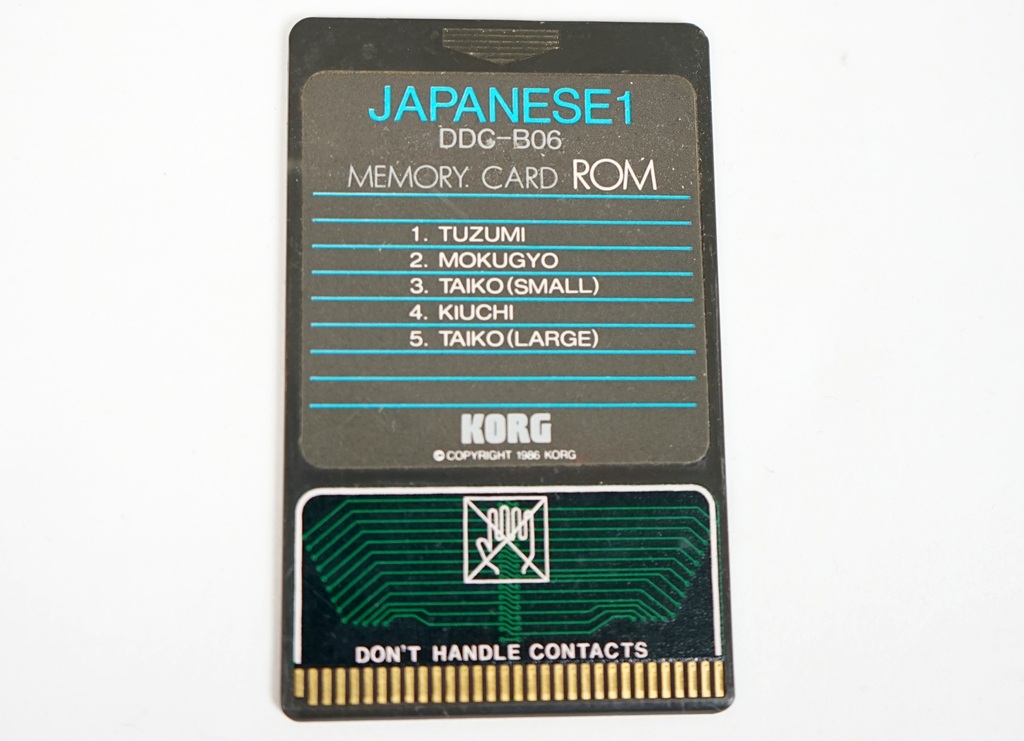 JAPANESE1
DDC-B06
MEMORY CARD ROM
1. TUZUMI
2. MOKUGYO
3. TAIKO(SMALL)
4. KIUCHI
5. TAIKO(LARGE)
KORG
© COPYRIGHT 1986 KORG
DON'T HANDLE CONTACTS